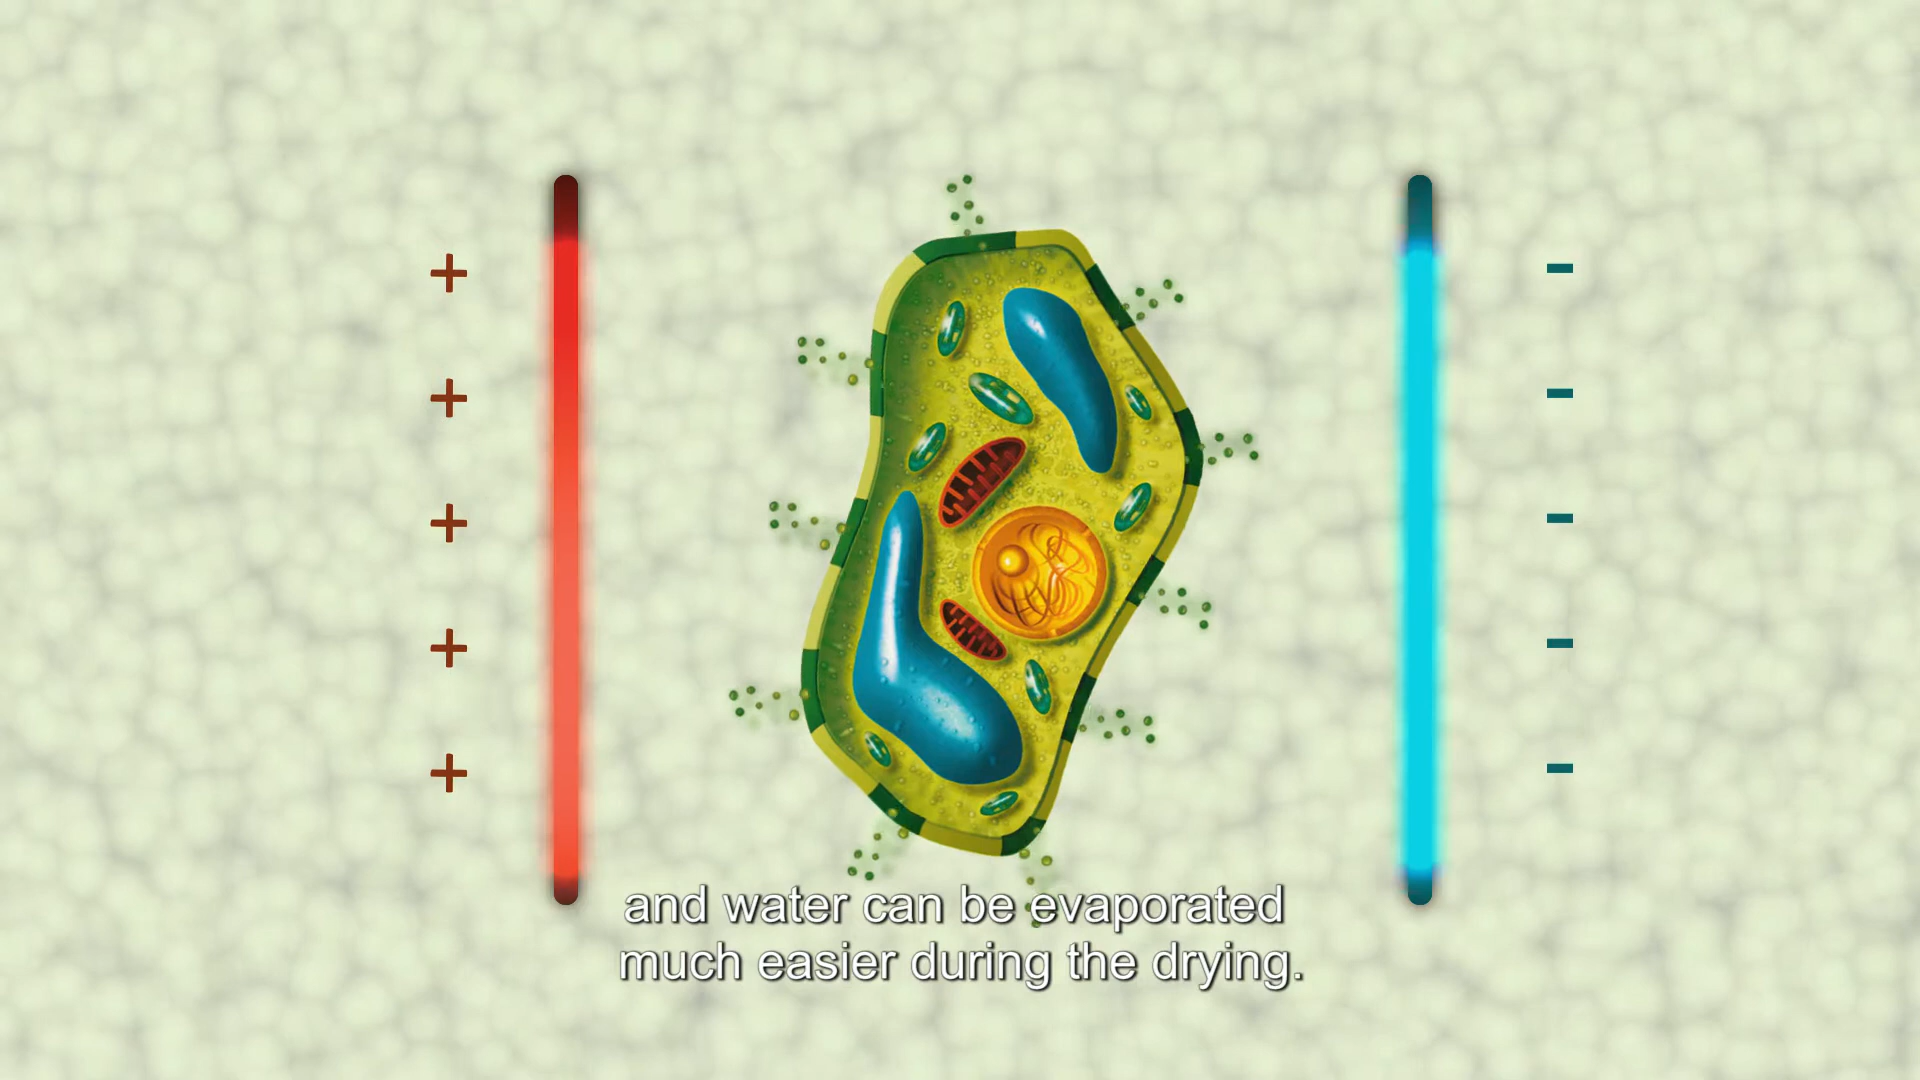 + -
+ -
+ -
+ -
+ -
and water can be evaporated
much easier during the drying.